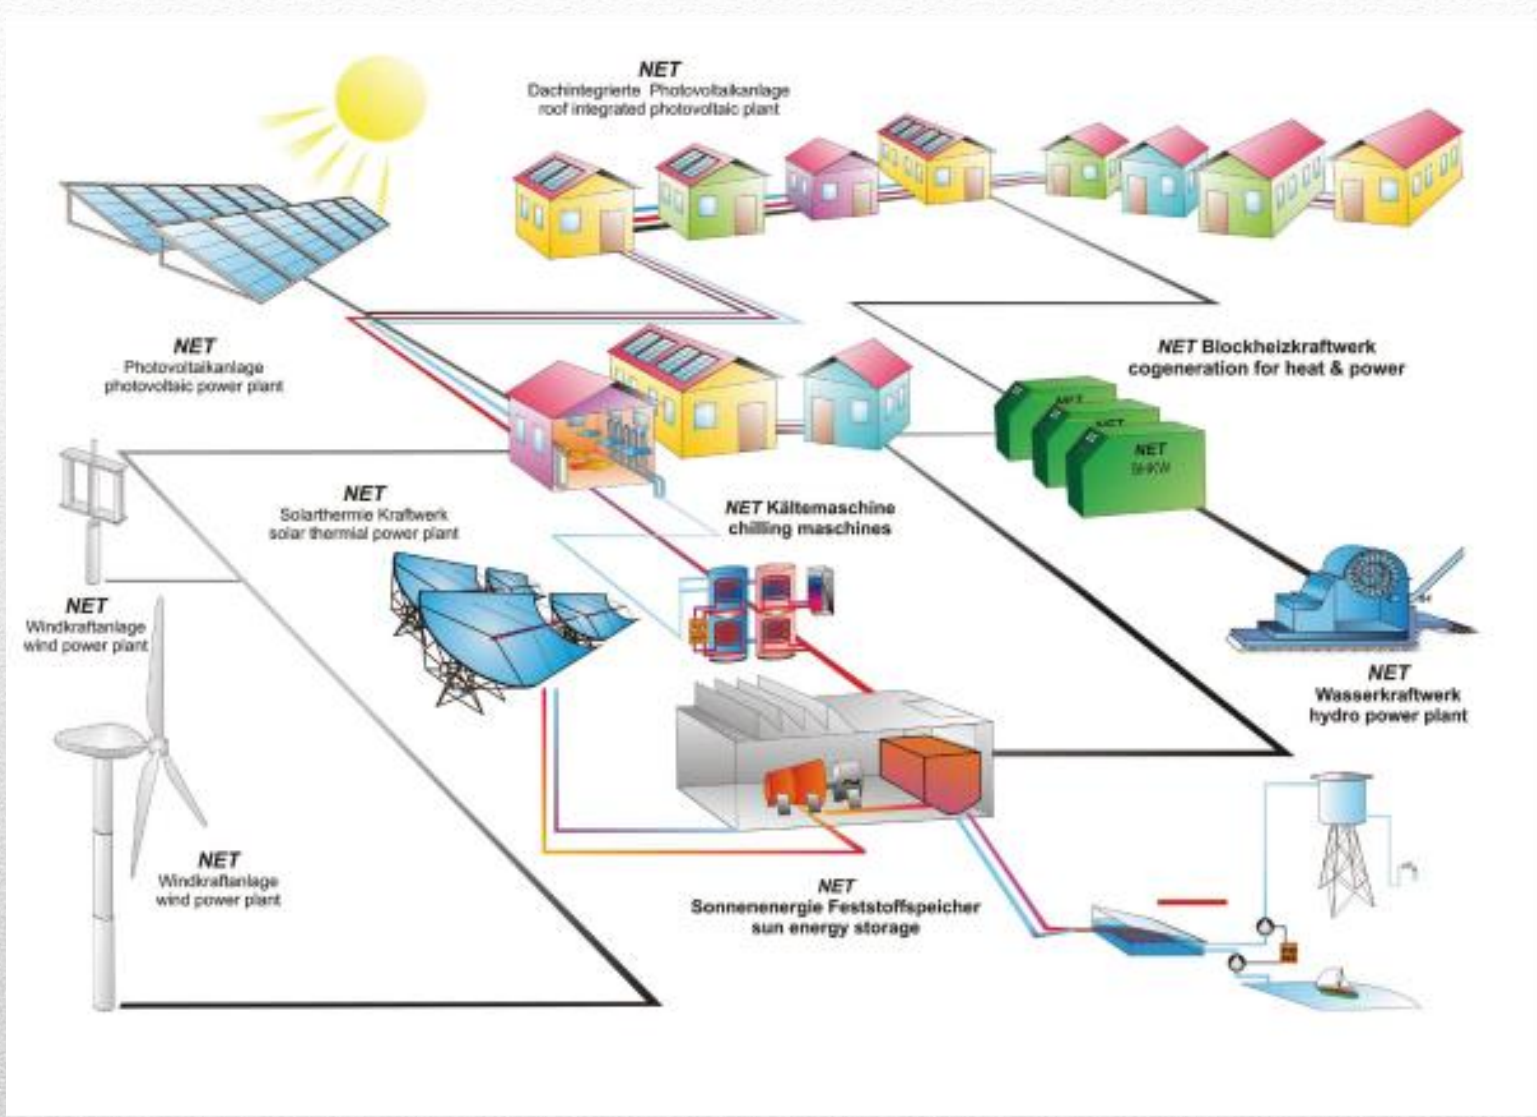 NET
Dachintegrierte Photovoltaikanlage
roof integrated photovoltaic plant
NET
Photovoltaikanlage
photovoltaic power plant
NET Blockheizkraftwerk
cogeneration for heat & power
NET
BHKW
NET
Solarthermie Kraftwerk
solar thermial power plant
NET Kältemaschine
chilling maschines
NET
Windkraftanlage
wind power plant
NET
Wasserkraftwerk
hydro power plant
NET
Windkraftanlage
wind power plant
NET
Sonnenenergie Feststoffspeicher
sun energy storage